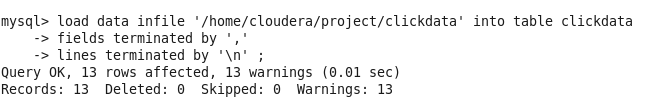 mysql> load data infile '/home/cloudera/project/clickdata' into table clickdata
    -> fields terminated by ','
    -> lines terminated by '\n' ;
Query OK, 13 rows affected, 13 warnings (0.01 sec)
Records: 13  Deleted: 0  Skipped: 0  Warnings: 13